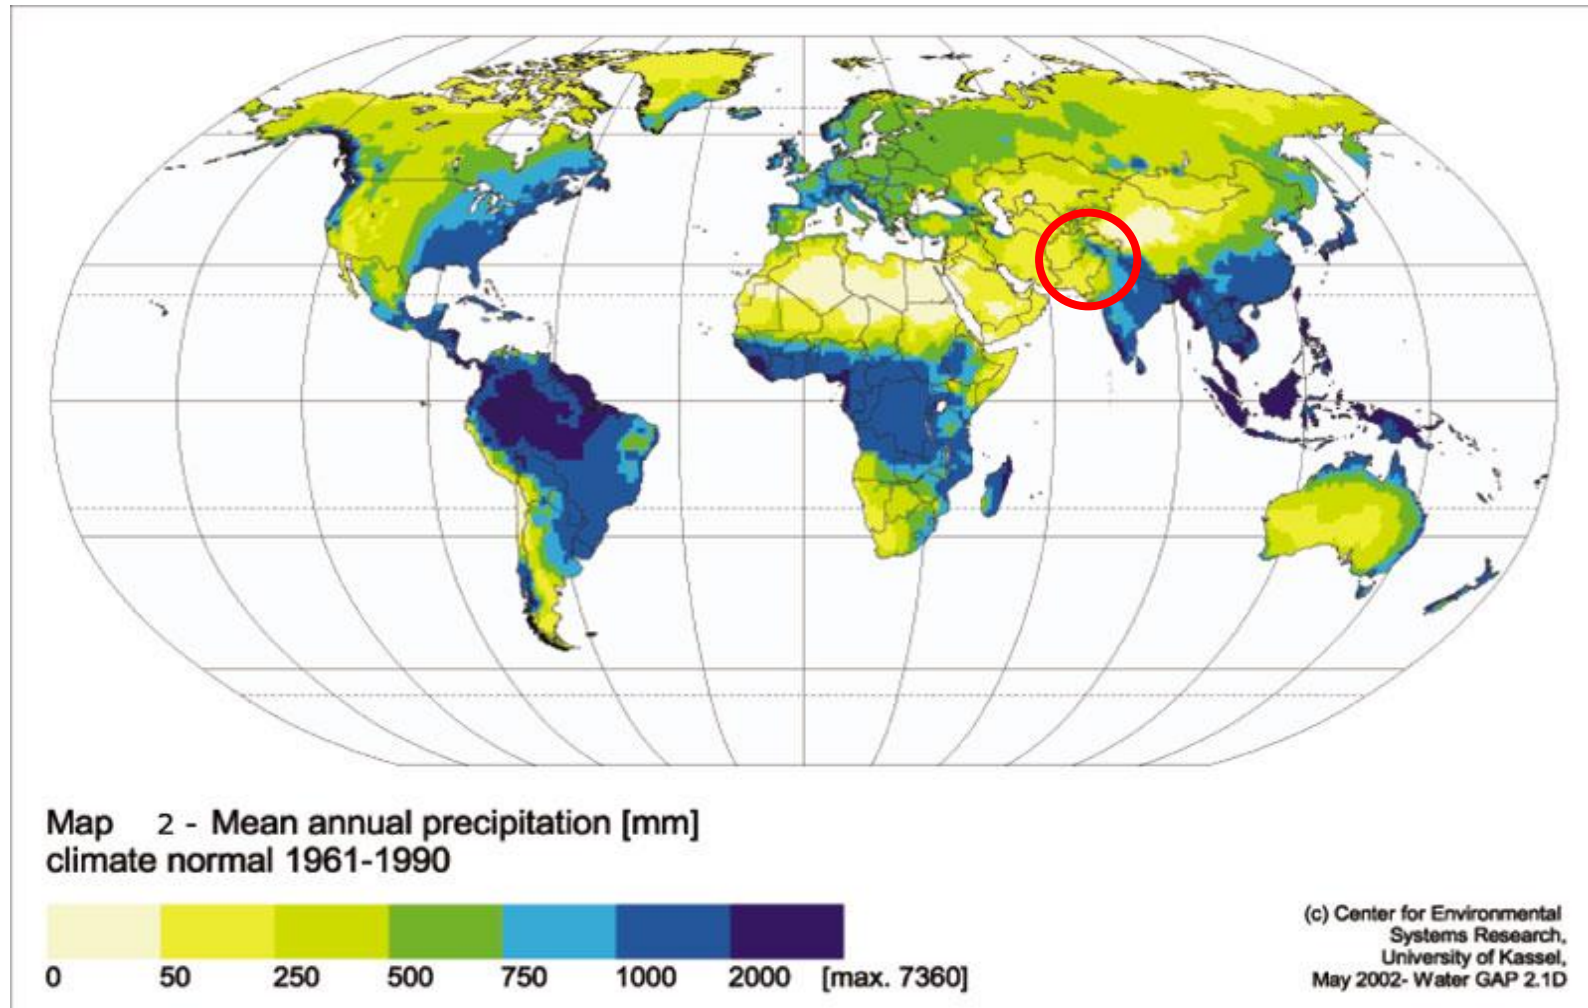 Map 2 - Mean annual precipitation [mm]
climate normal 1961-1990
0 50 250 500 750 1000 2000 [max. 7360]
(c) Center for Environmental
Systems Research,
University of Kassel,
May 2002- Water GAP 2.1D